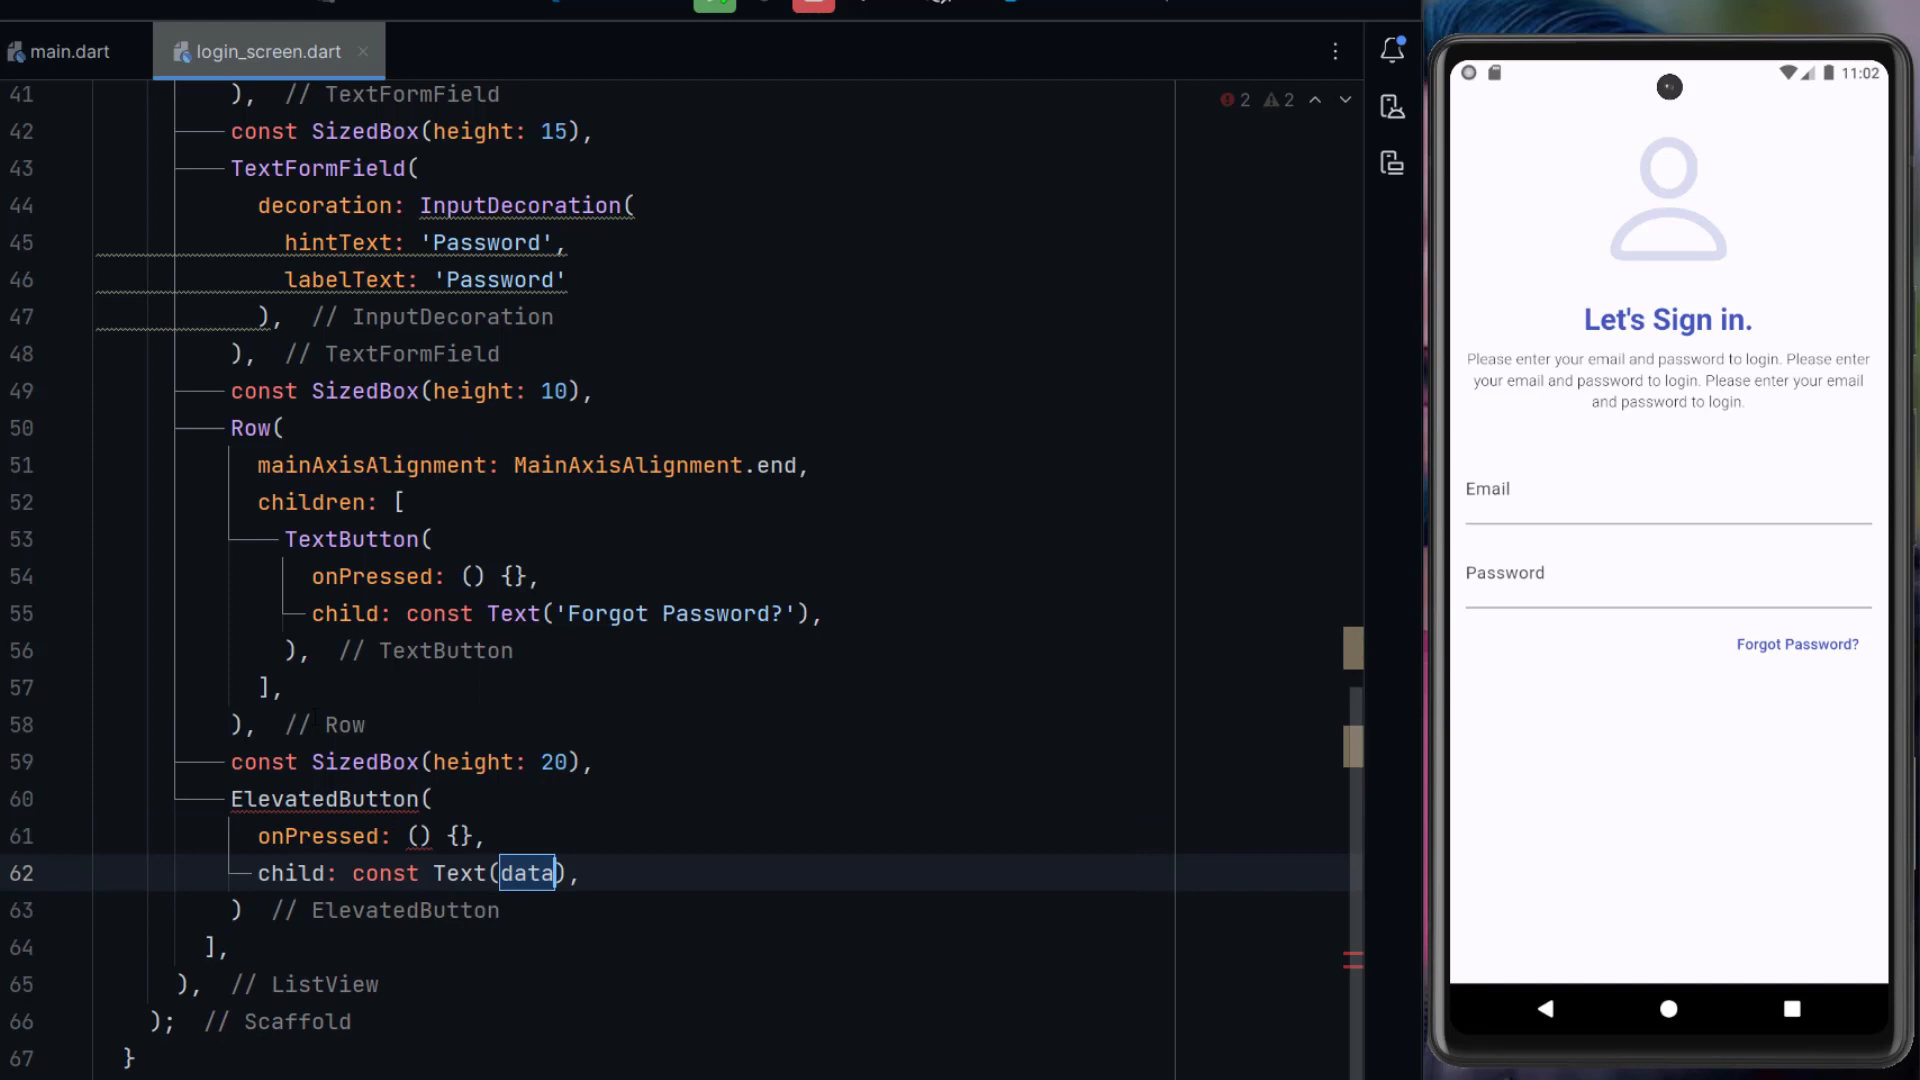 main.dart
login_screen.dart
2 2
41 ), // TextFormField
42 const SizedBox(height: 15),
43 TextFormField(
44 decoration: InputDecoration(
45 hintText: 'Password',
46 labelText: 'Password'
47 ), // InputDecoration
48 ), // TextFormField
49 const SizedBox(height: 10),
50 Row(
51 mainAxisAlignment: MainAxisAlignment.end,
52 children: [
53 TextButton(
54 onPressed: () {},
55 child: const Text('Forgot Password?'),
56 ), // TextButton
57 ],
58 ), // Row
59 const SizedBox(height: 20),
60 ElevatedButton(
61 onPressed: () {},
62 child: const Text(data),
63 ) // ElevatedButton
64 ],
65 ), // ListView
66 ); // Scaffold
67 }
11:02
Let's Sign in.
Please enter your email and password to login. Please enter
your email and password to login. Please enter your email
and password to login.
Email
Password
Forgot Password?